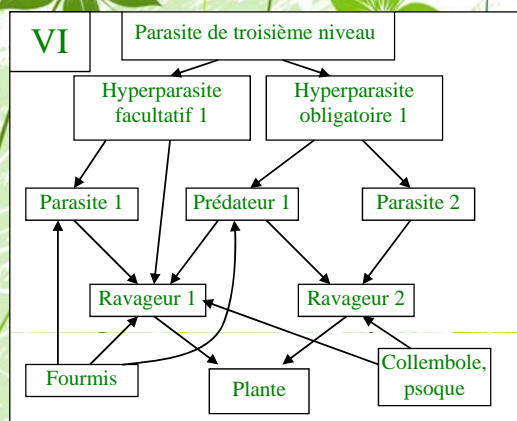 VI
Parasite de troisième niveau
Hyperparasite
facultatif 1
Hyperparasite
obligatoire 1
Parasite 1
Prédateur 1
Parasite 2
Ravageur 1
Ravageur 2
Fourmis
Plante
Collembole,
psoque